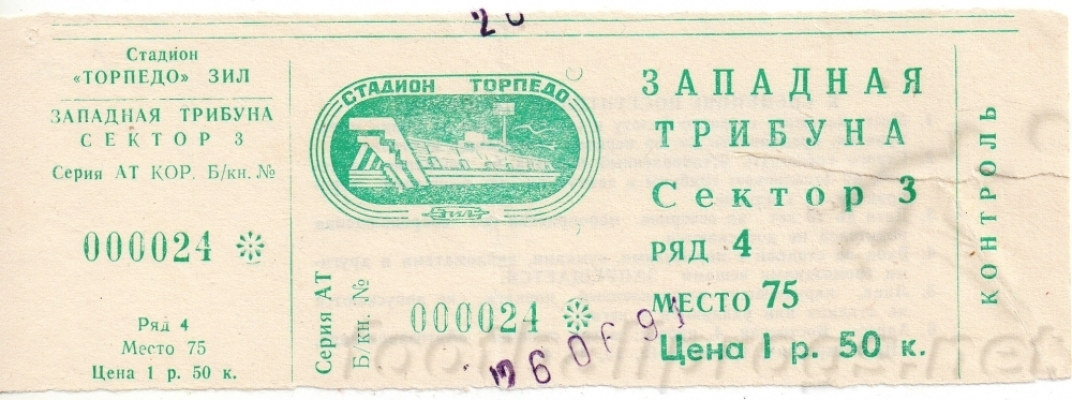 Стадион
«ТОРПЕДО» ЗИЛ
ЗАПАДНАЯ ТРИБУНА
СЕКТОР 3
Серия АТ КОР. Б/кн. №
000024
Ряд 4
Место 75
Цена 1 р. 50 к.
СТАДИОН ТОРПЕДО
ЗИЛ
Серия АТ
Б/кн. №
000024
ЗАПАДНАЯ
ТРИБУНА
Сектор 3
РЯД 4
МЕСТО 75
Цена 1 р. 50 к.
КОНТРОЛЬ